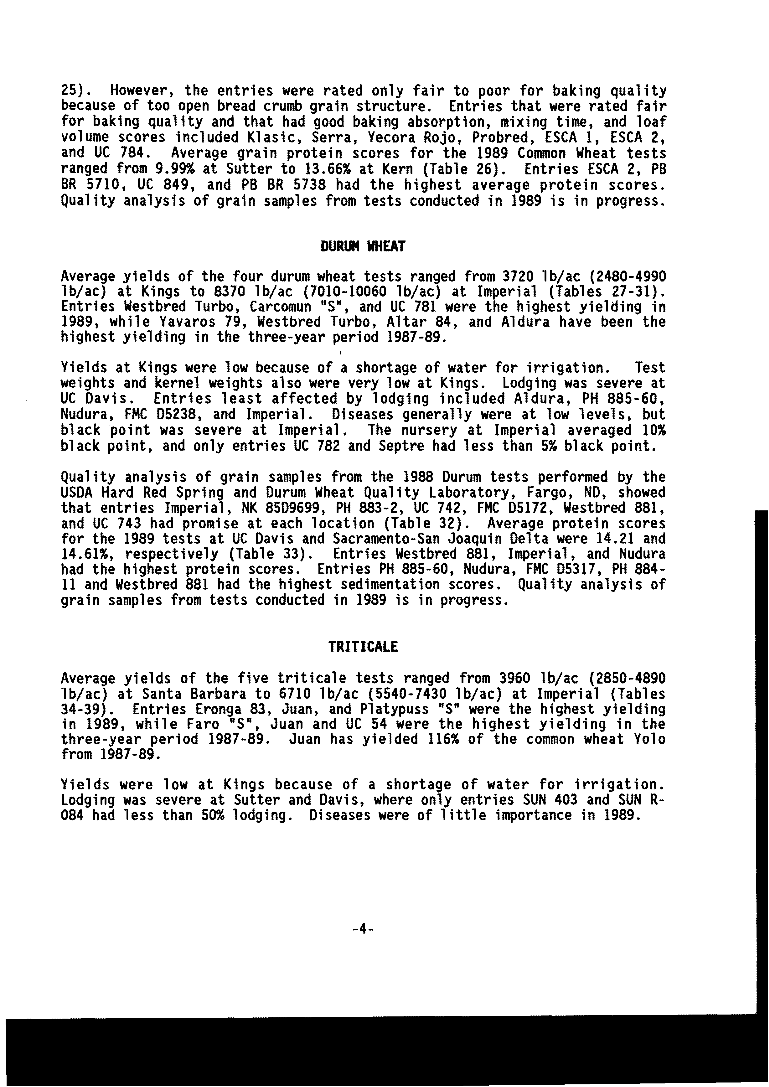 25). However, the entries were rated only fair to poor for baking quality
because of too open bread crumb grain structure. Entries that were rated fair
for baking quality and that had good baking absorption, mixing time, and loaf
volume scores included Klasic, Serra, Yecora Rojo, Probred, ESCA 1, ESCA 2,
and UC 784. Average grain protein scores for the 1989 Common Wheat tests
ranged from 9.99% at Sutter to 13.66% at Kern (Table 26). Entries ESCA 2, PB
BR 5710, UC 849, and PB BR 5738 had the highest average protein scores.
Quality analysis of grain samples from tests conducted in 1989 is in progress.
DURUM WHEAT
Average yields of the four durum wheat tests ranged from 3720 lb/ac (2480-4990
lb/ac) at Kings to 8370 lb/ac (7010-10060 lb/ac) at Imperial (Tables 27-31).
Entries Westbred Turbo, Carcomun "S", and UC 781 were the highest yielding in
1989, while Yavaros 79, Westbred Turbo, Altar 84, and Aldura have been the
highest yielding in the three-year period 1987-89.
Yields at Kings were low because of a shortage of water for irrigation. Test
weights and kernel weights also were very low at Kings. Lodging was severe at
UC Davis. Entries least affected by lodging included Aldura, PH 885-60,
Nudura, FMC D5238, and Imperial. Diseases generally were at low levels, but
black point was severe at Imperial. The nursery at Imperial averaged 10%
black point, and only entries UC 782 and Septre had less than 5% black point.
Quality analysis of grain samples from the 1988 Durum tests performed by the
USDA Hard Red Spring and Durum Wheat Quality Laboratory, Fargo, ND, showed
that entries Imperial, NK 85D9699, PH 883-2, UC 742, FMC D5172, Westbred 881,
and UC 743 had promise at each location (Table 32). Average protein scores
for the 1989 tests at UC Davis and Sacramento-San Joaquin Delta were 14.21 and
14.61%, respectively (Table 33). Entries Westbred 881, Imperial, and Nudura
had the highest protein scores. Entries PH 885-60, Nudura, FMC D5317, PH 884-
11 and Westbred 881 had the highest sedimentation scores. Quality analysis of
grain samples from tests conducted in 1989 is in progress.
TRITICALE
Average yields of the five triticale tests ranged from 3960 lb/ac (2850-4890
lb/ac) at Santa Barbara to 6710 lb/ac (5540-7430 lb/ac) at Imperial (Tables
34-39). Entries Eronga 83, Juan, and Platypuss "S" were the highest yielding
in 1989, while Faro "S", Juan and UC 54 were the highest yielding in the
three-year period 1987-89. Juan has yielded 116% of the common wheat Yolo
from 1987-89.
Yields were low at Kings because of a shortage of water for irrigation.
Lodging was severe at Sutter and Davis, where only entries SUN 403 and SUN R-
084 had less than 50% lodging. Diseases were of little importance in 1989.
-4-